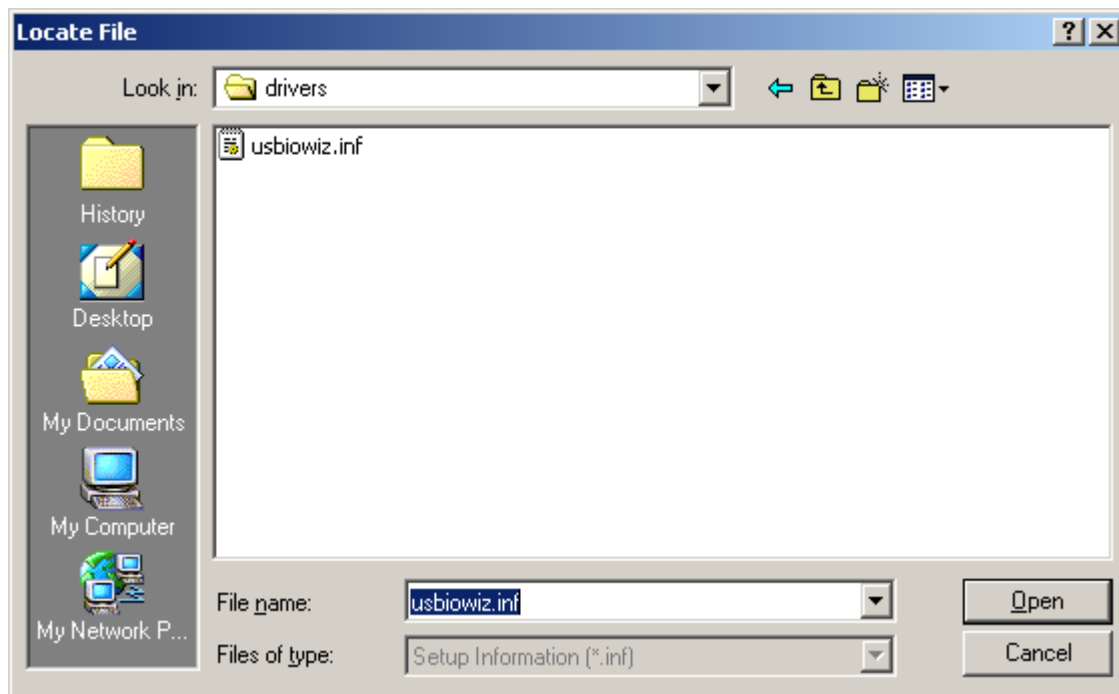 Locate File
?
Look in: drivers
usbiowiz.inf
History
Desktop
My Documents
My Computer
My Network P...
File name: usbiowiz.inf Open
Files of type: Setup Information (*.inf) Cancel